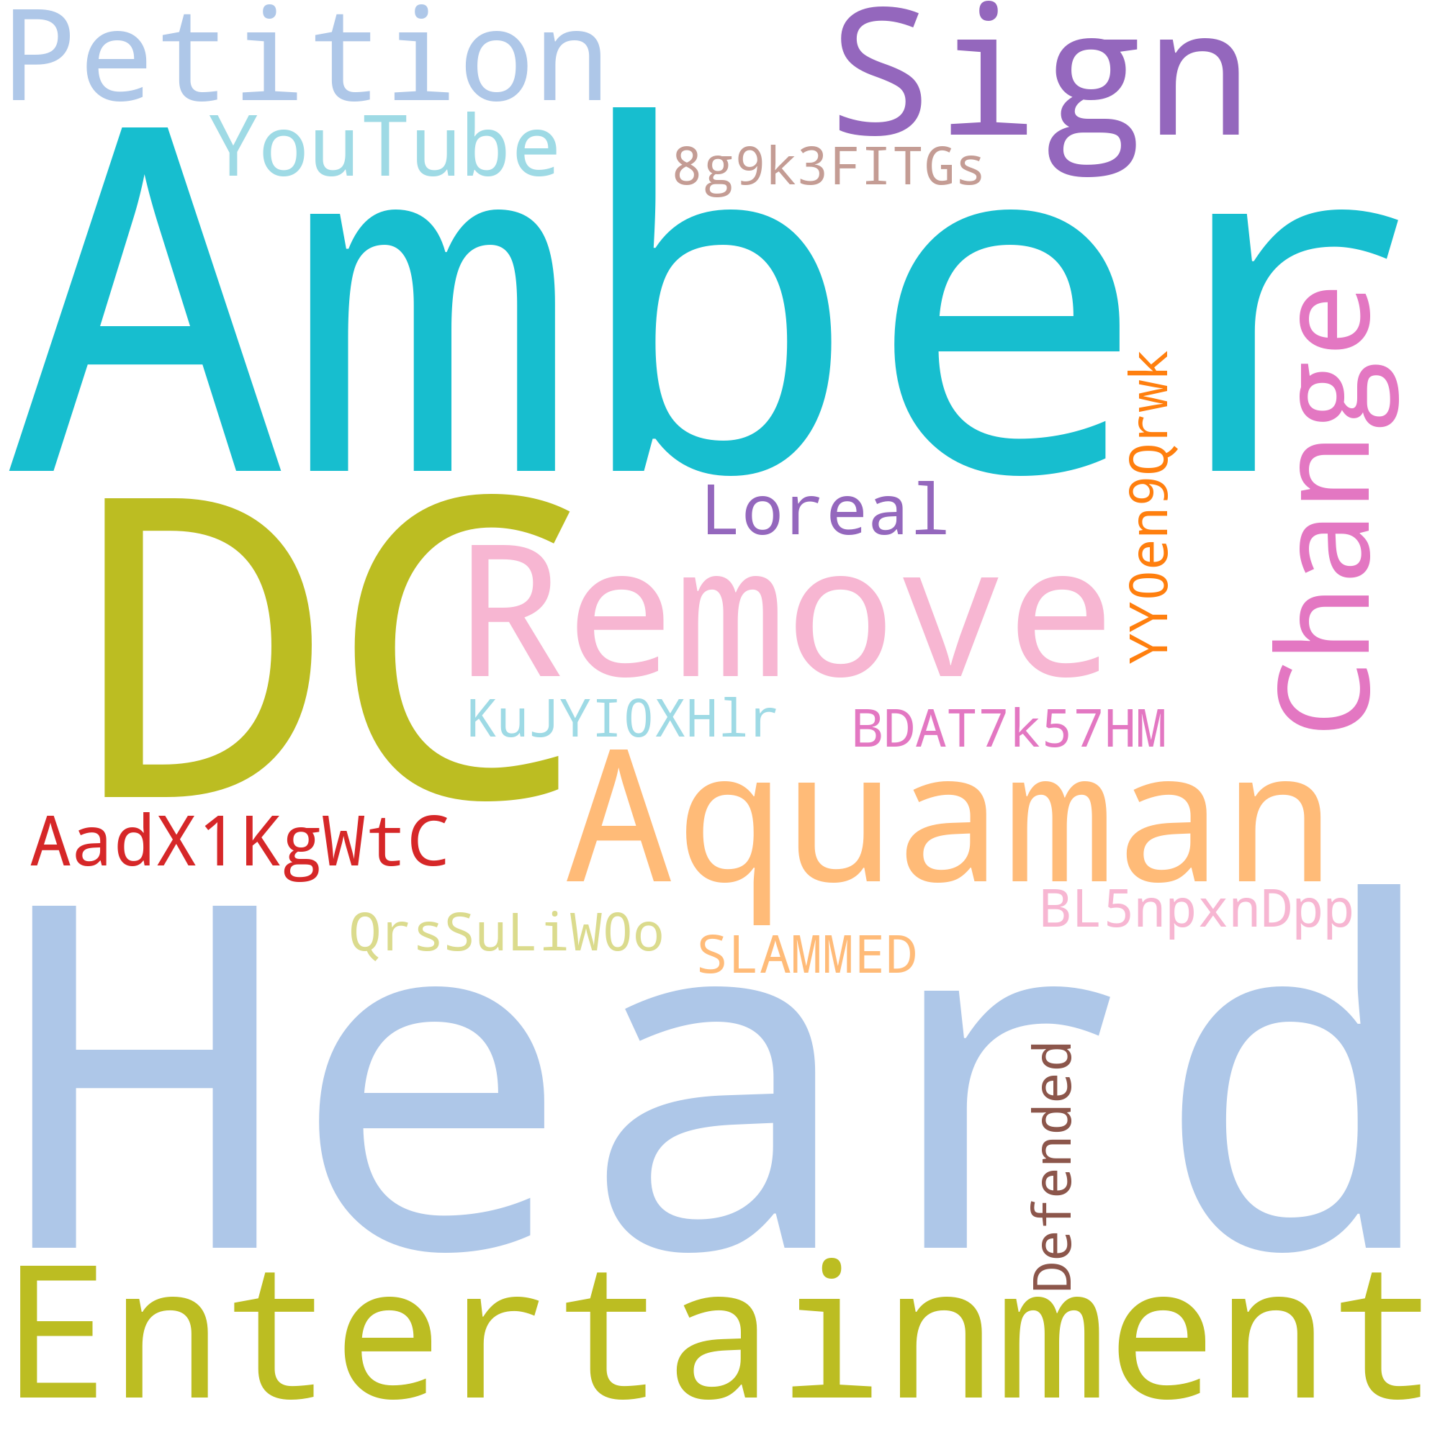 Petition
Sign
YouTube
8g9k3FITGs
Amber
Change
YY0en9Qrwk
Loreal
DC
Remove
KuJYI0XHlr
BDAT7k57HM
Aquaman
AadX1KgWtC
BL5npxnDpp
QrsSuLiW0o
SLAMMED
Heard
Defended
Entertainment